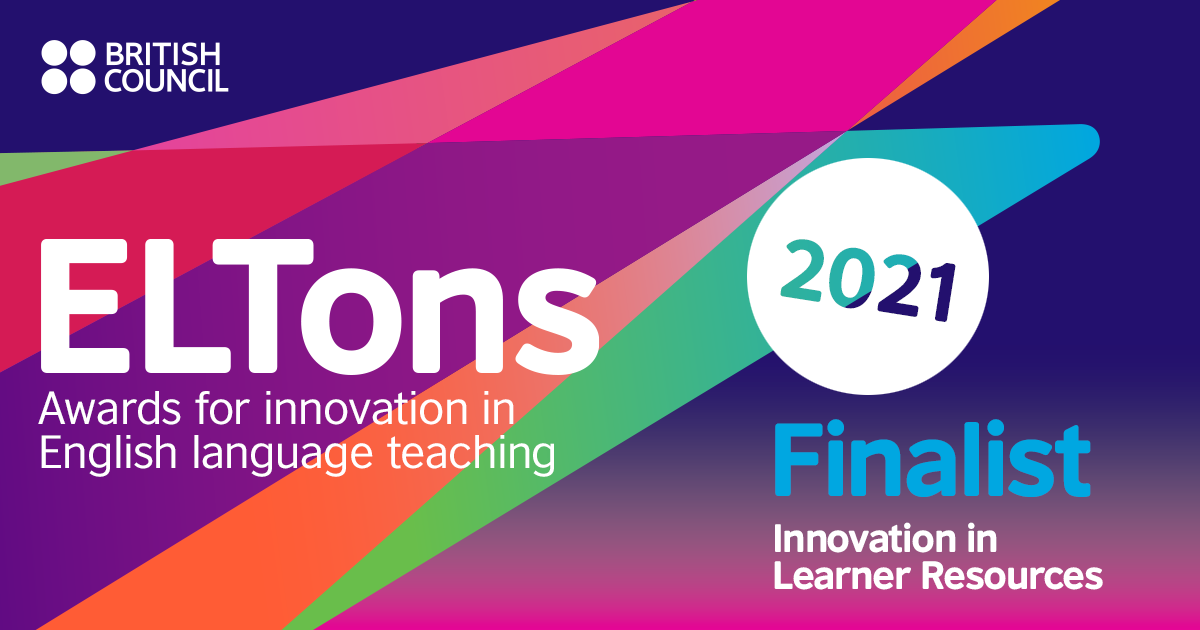 BRITISH
COUNCIL
ELTons
Awards for innovation in
English language teaching
2021
Finalist
Innovation in
Learner Resources